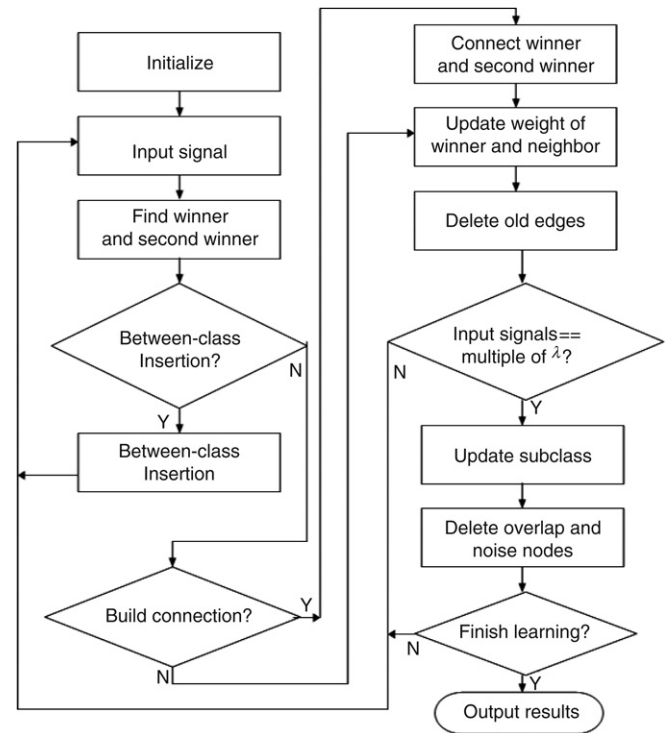 Initialize
Input signal
Find winner
and second winner
Between-class
Insertion?
N
Y
Between-class
Insertion
Build connection?
Y
N
Connect winner
and second winner
Update weight of
winner and neighbor
Delete old edges
Input signals==
multiple of λ?
N
Y
Update subclass
Delete overlap and
noise nodes
Finish learning?
N
Y
Output results